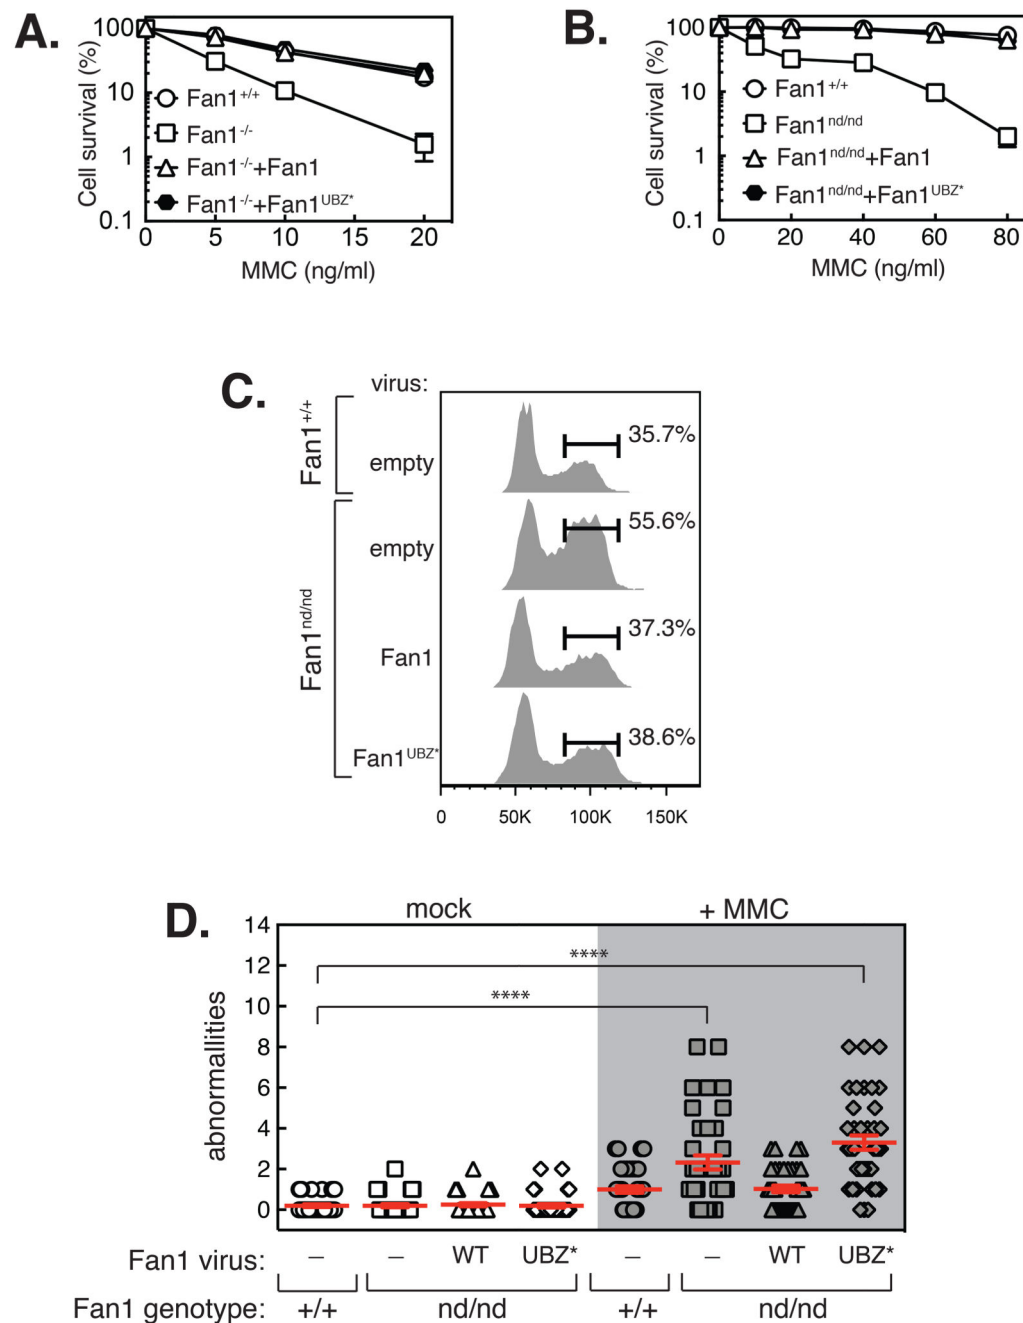 A.
Cell survival (%)
100
10
1
0.1
Fan1+/+
Fan1-/-
Fan1-/-+Fan1
Fan1-/-+Fan1UBZ*
0 5 10 15 20
MMC (ng/ml)
B.
Cell survival (%)
100
10
1
0.1
Fan1+/+
Fan1nd/nd
Fan1nd/nd+Fan1
Fan1nd/nd+Fan1UBZ*
0 20 40 60 80
MMC (ng/ml)
C.
virus:
Fan1+/+
empty
35.7%
Fan1nd/nd
empty
55.6%
Fan1
37.3%
Fan1UBZ*
38.6%
0 50K 100K 150K
D.
mock + MMC
abnormallities
14
12
10
8
6
4
2
0
****
****
Fan1 virus: – – WT UBZ* – – WT UBZ*
Fan1 genotype: +/+ nd/nd +/+ nd/nd